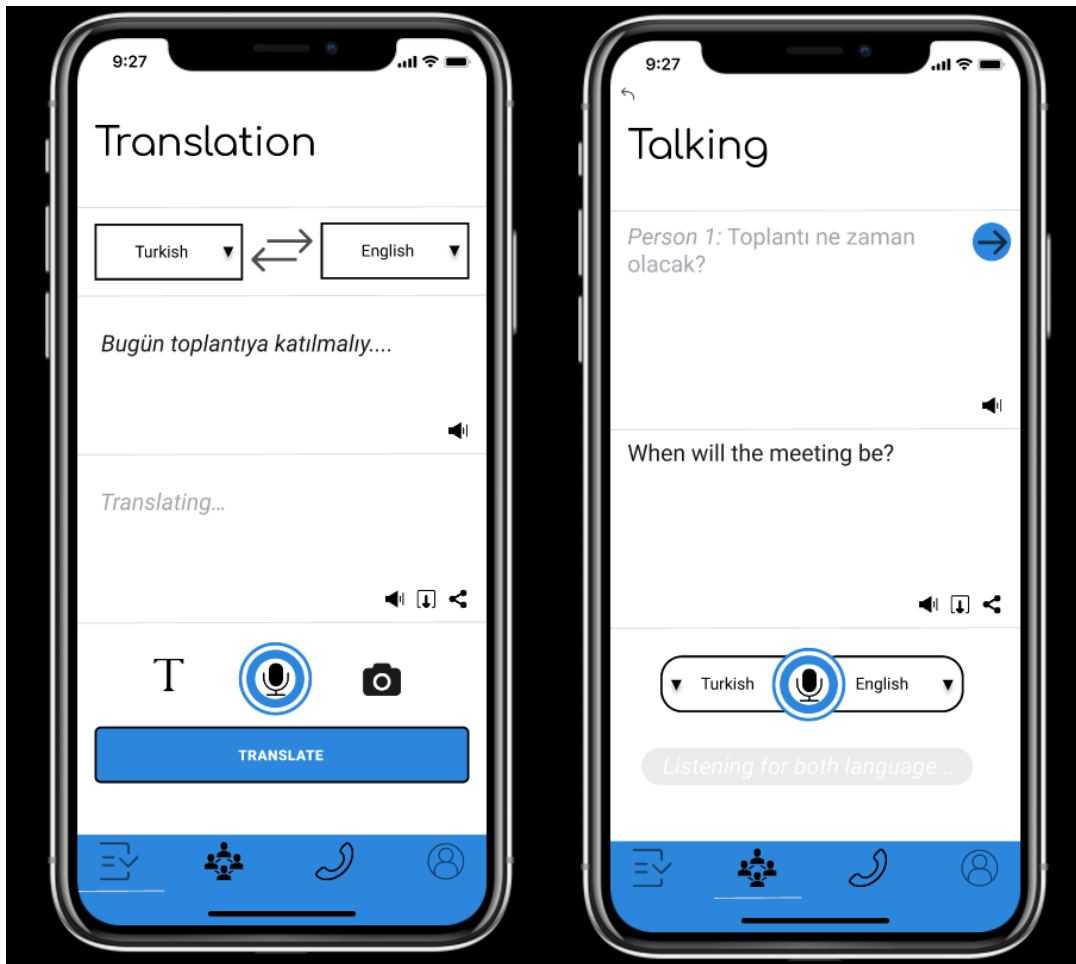 9:27
Translation
Turkish
English
Bugün toplantıya katılmalıy....
Translating...
T
TRANSLATE
9:27
Talking
Person 1: Toplantı ne zaman
olacak?
When will the meeting be?
Turkish
English
Listening for both language...